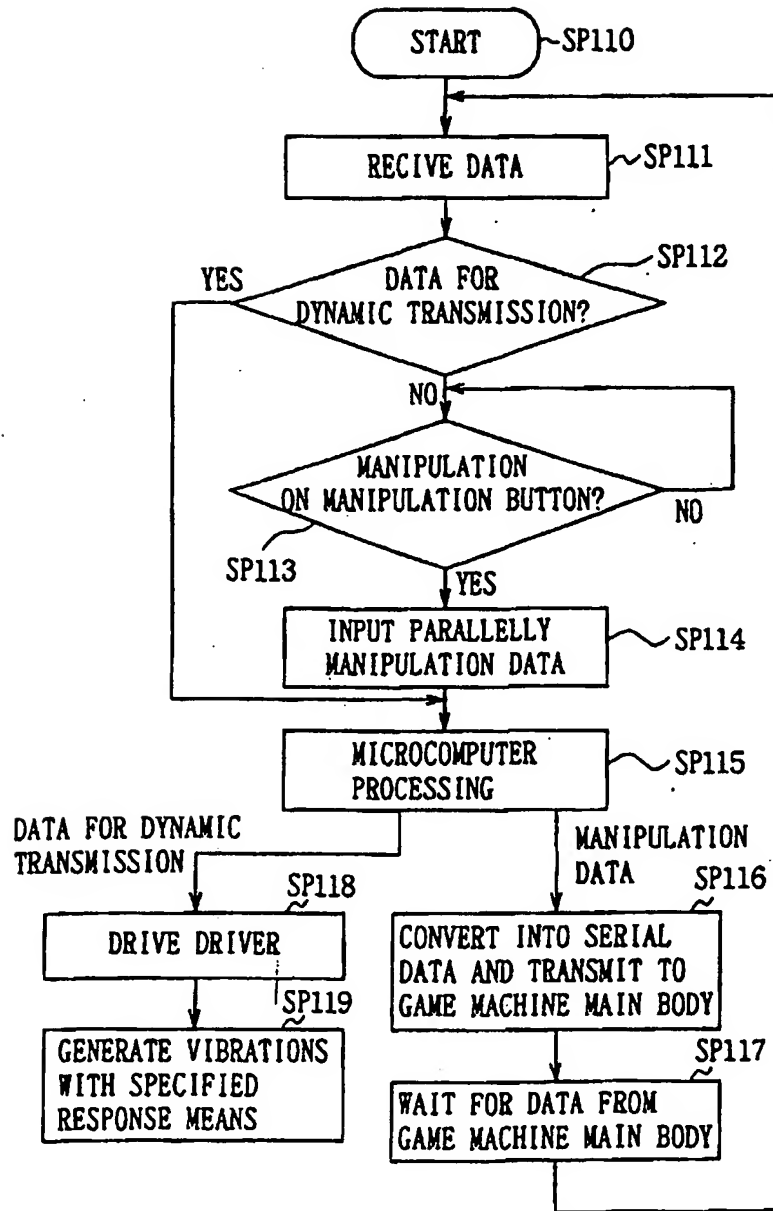 START
SP110
RECIVE DATA
SP111
YES
DATA FOR
DYNAMIC TRANSMISSION?
SP112
NO
MANIPULATION
ON MANIPULATION BUTTON?
NO
SP113
YES
INPUT PARALLELLY
MANIPULATION DATA
SP114
MICROCOMPUTER
PROCESSING
SP115
DATA FOR DYNAMIC
TRANSMISSION
MANIPULATION
DATA
SP118
DRIVE DRIVER
SP116
CONVERT INTO SERIAL
DATA AND TRANSMIT TO
GAME MACHINE MAIN BODY
SP119
GENERATE VIBRATIONS
WITH SPECIFIED
RESPONSE MEANS
SP117
WAIT FOR DATA FROM
GAME MACHINE MAIN BODY